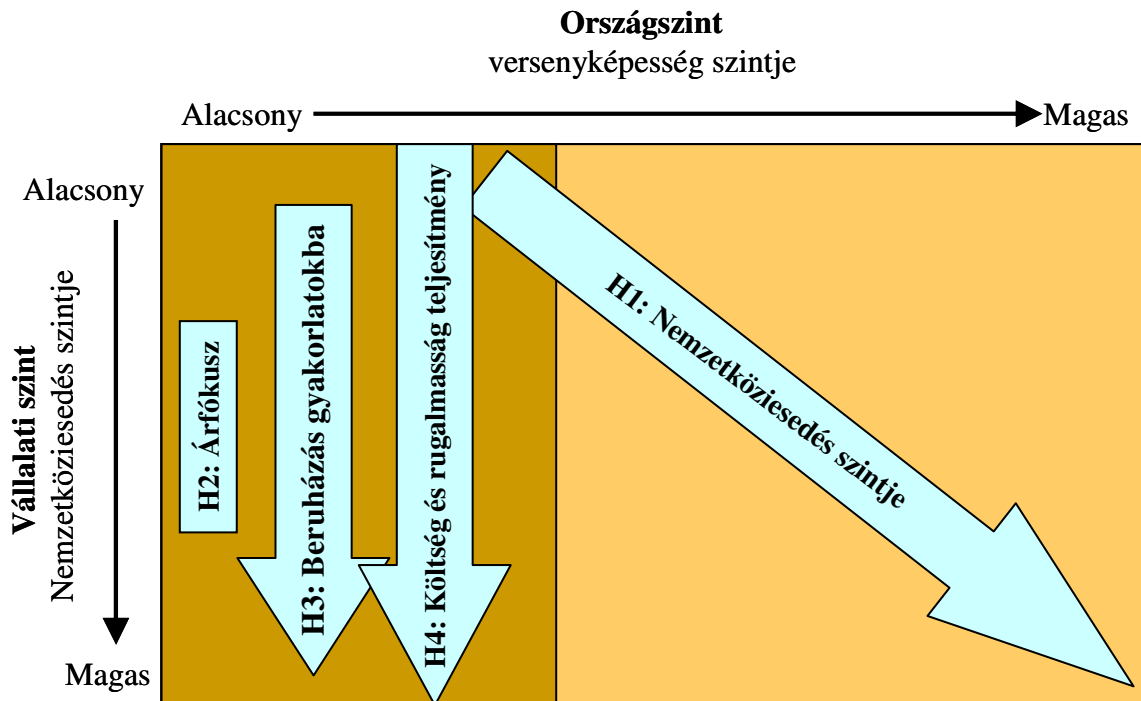 Országszint
versenyképesség szintje
Alacsony
Magas
Alacsony
Vállalati szint
Nemzetköziesedés szintje
Magas
H2: Árfókusz
H3: Beruházás gyakorlatokba
H4: Költség és rugalmasság teljesítmény
H1: Nemzetköziesedés szintje